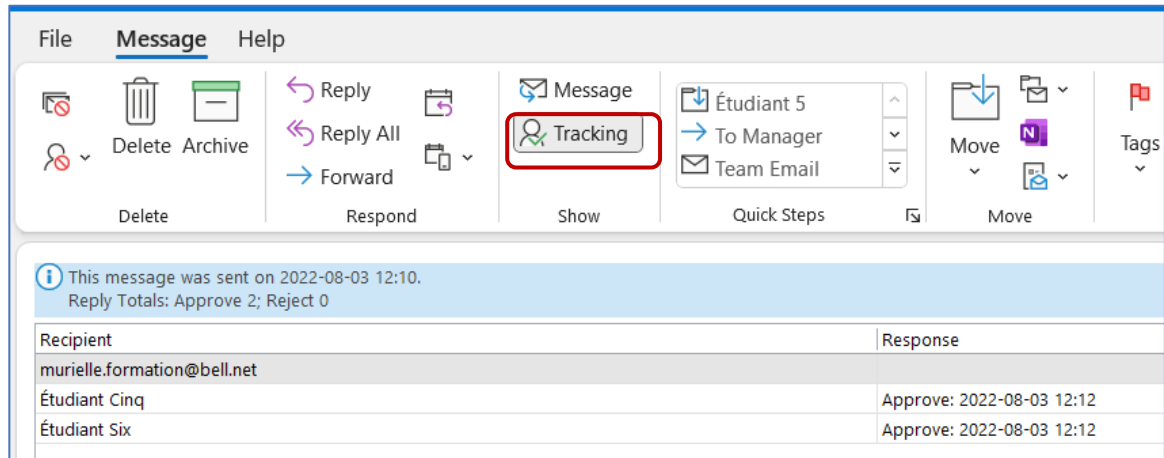 File Message Help
Delete
Archive
Reply
Reply All
Forward
Message
Tracking
Étudiant 5
To Manager
Team Email
Move
N
Tags
Delete
Respond
Show
Quick Steps
Move
This message was sent on 2022-08-03 12:10.
Reply Totals: Approve 2; Reject 0
Recipient Response
murielle.formation@bell.net
Étudiant Cinq Approve: 2022-08-03 12:12
Étudiant Six Approve: 2022-08-03 12:12